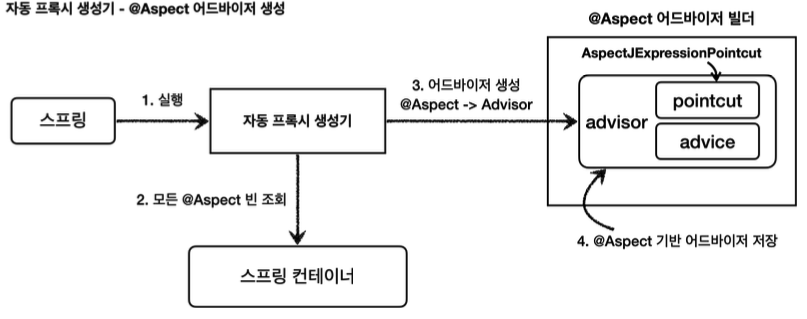 자동 프록시 생성기 - @Aspect 어드바이저 생성
@Aspect 어드바이저 빌더
AspectJExpressionPointcut
3. 어드바이저 생성
@Aspect -> Advisor
1. 실행
스프링
자동 프록시 생성기
advisor
pointcut
advice
2. 모든 @Aspect 빈 조회
4. @Aspect 기반 어드바이저 저장
스프링 컨테이너